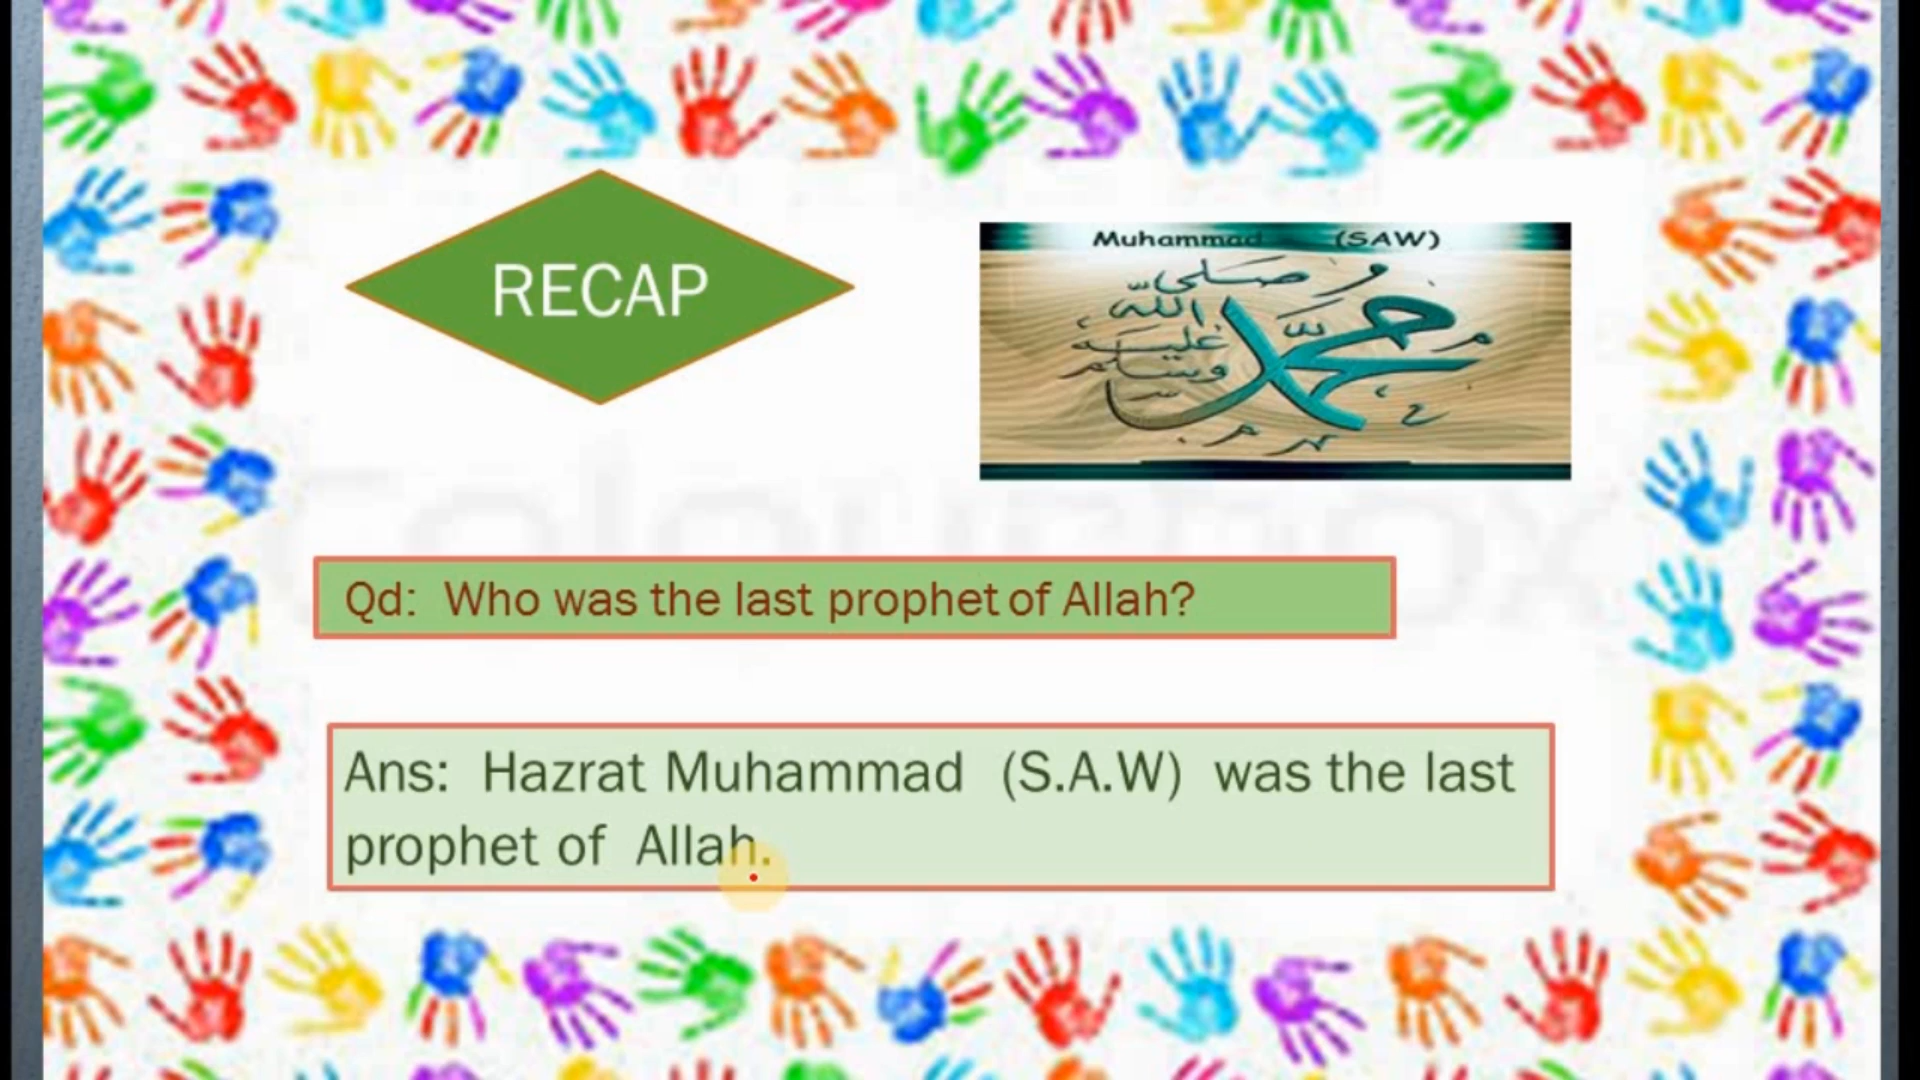 RECAP
Muhammad (SAW)
صلى
الله
عليه
وسلم
محمد
Qd: Who was the last prophet of Allah?
Ans: Hazrat Muhammad (S.A.W) was the last
prophet of Allah.